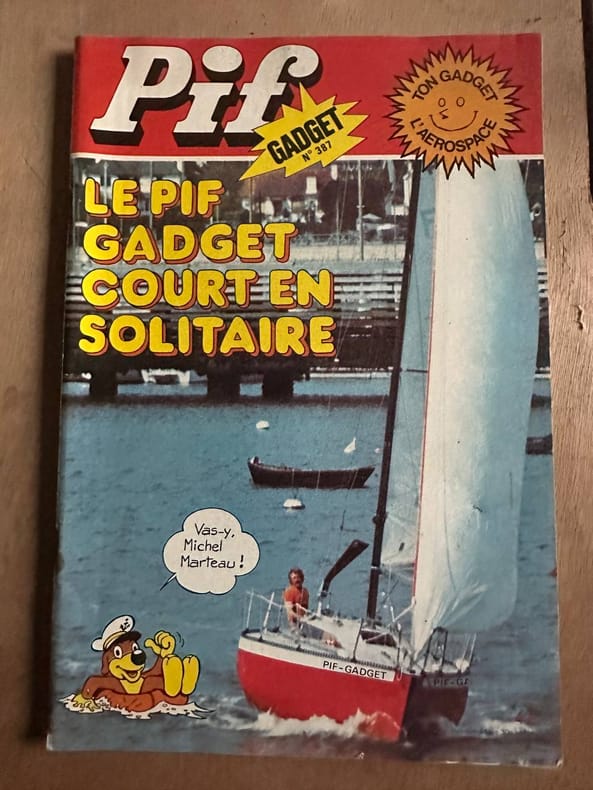 Pif
GADGET
N° 387
TON GADGET
L'AEROSPACE
LE PIF
GADGET
COURT EN
SOLITAIRE
Vas-y,
Michel
Marteau !
PIF-GADGET
PIF-GA